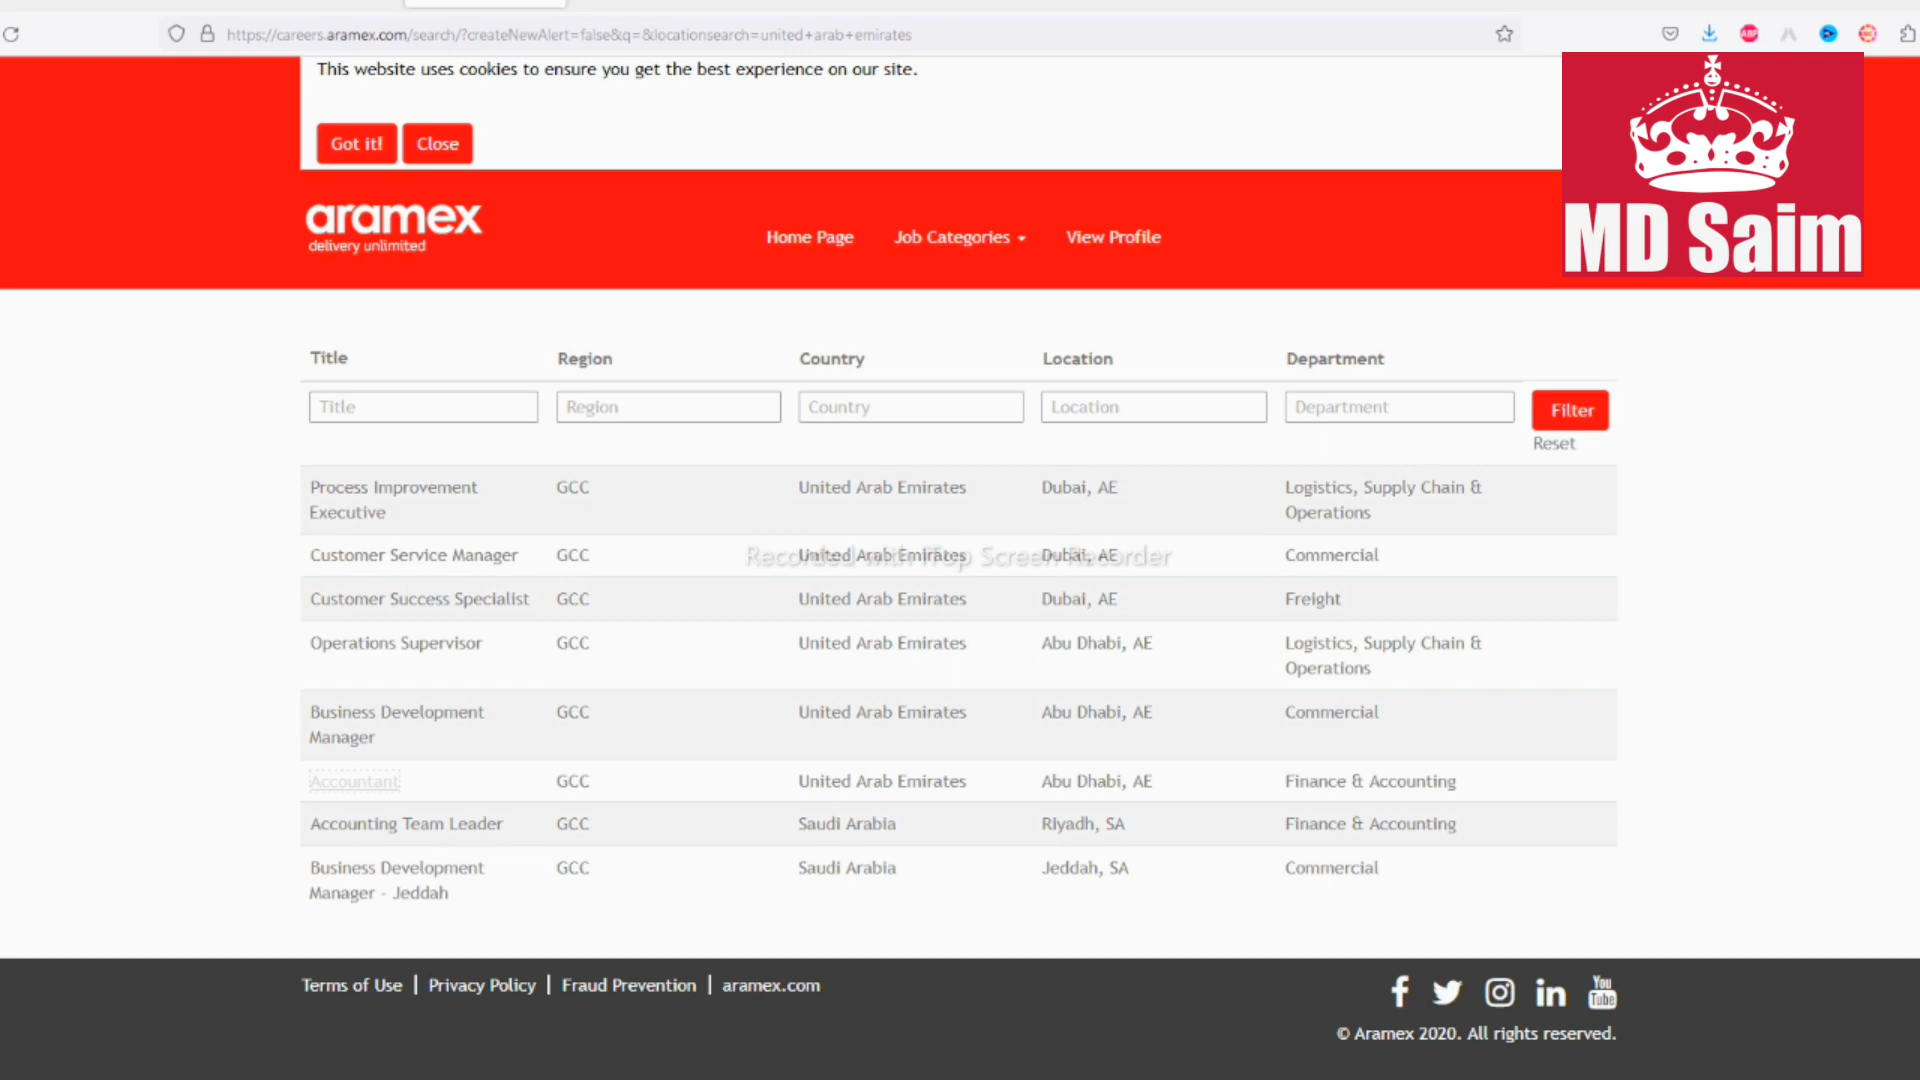 https://careers.aramex.com/search/?createNewAlert=false&q=&locationsearch=united+arab+emirates
ABP
This website uses cookies to ensure you get the best experience on our site.
Got it! Close
aramex
delivery unlimited
Home Page Job Categories View Profile
MD Saim
Title Region Country Location Department
Title Region Country Location Department Filter
Reset
Process Improvement Executive GCC United Arab Emirates Dubai, AE Logistics, Supply Chain & Operations
Customer Service Manager GCC United Arab Emirates Dubai, AE Commercial
Recorded with iTop Screen Recorder
Customer Success Specialist GCC United Arab Emirates Dubai, AE Freight
Operations Supervisor GCC United Arab Emirates Abu Dhabi, AE Logistics, Supply Chain & Operations
Business Development Manager GCC United Arab Emirates Abu Dhabi, AE Commercial
Accountant GCC United Arab Emirates Abu Dhabi, AE Finance & Accounting
Accounting Team Leader GCC Saudi Arabia Riyadh, SA Finance & Accounting
Business Development Manager - Jeddah GCC Saudi Arabia Jeddah, SA Commercial
Terms of Use | Privacy Policy | Fraud Prevention | aramex.com
You Tube
© Aramex 2020. All rights reserved.